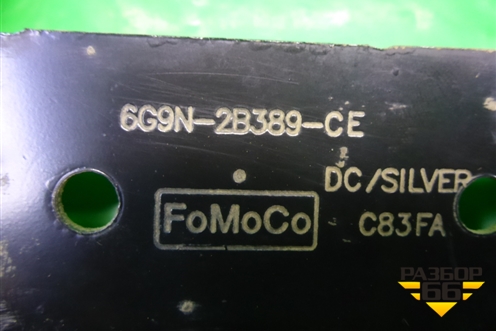 6G9N-2B389-CE
DC/SILVER
FoMoCo
C83FA
РАЗБОР
66